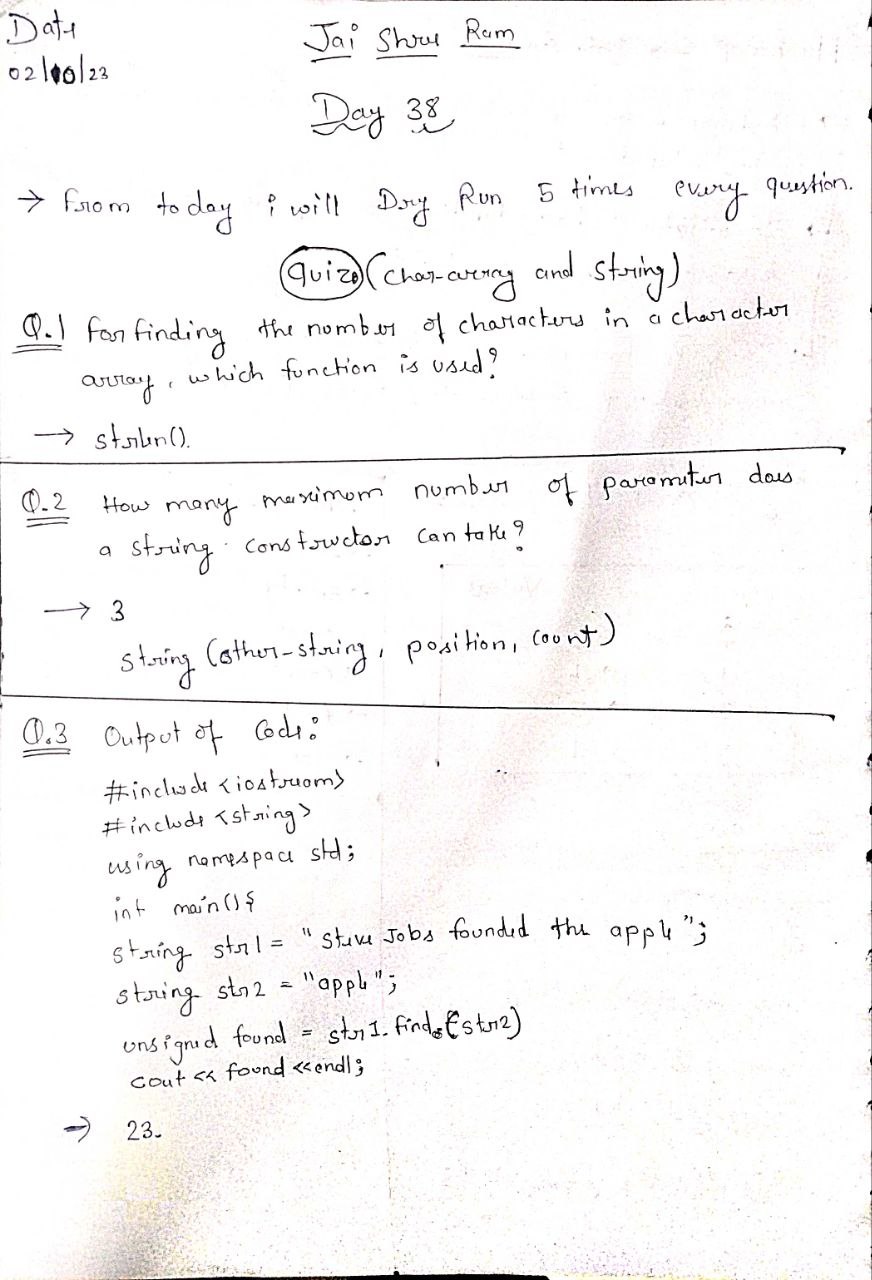 Date
02/10/23
Jai Shree Ram
Day 38
→ From today i will Dry Run 5 times every question.
Quize (char-array and string)
Q.1 For finding the number of characters in a character
array, which function is used?
→ strlen().
Q.2 How many maximum number of parameter does
a string constructor can take?
→ 3
string (other-string, position, count)
Q.3 Output of Code:
#include <iostream>
#include <string>
using namespace std;
int main(){
string str1 = "Steve Jobs founded the apple";
string str2 = "apple";
unsigned found = str1.find(str2)
cout << found <<endl;
→ 23.